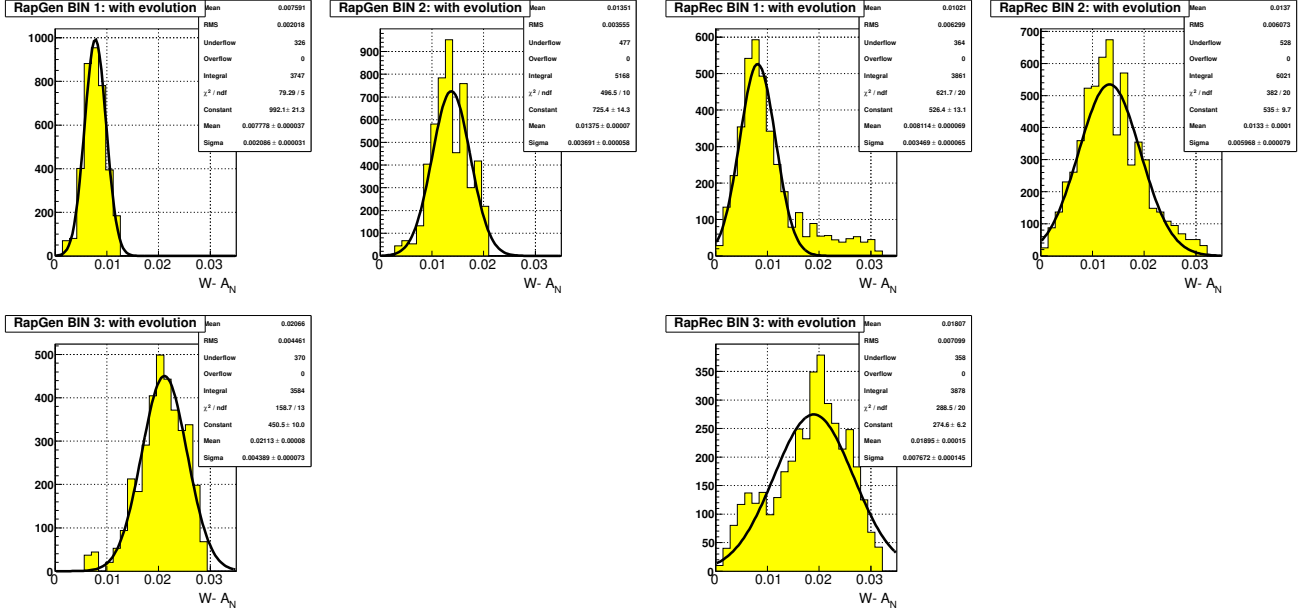 RapGen BIN 1: with evolution
Mean 0.007591
RMS 0.002018
Underflow 326
Overflow 0
Integral 3747
χ² / ndf 79.29 / 5
Constant 992.1 ± 21.3
Mean 0.007778 ± 0.000037
Sigma 0.002086 ± 0.000031
1000
800
600
400
200
0
0 0.01 0.02 0.03
W- A_N
RapGen BIN 2: with evolution
Mean 0.01351
RMS 0.003555
Underflow 477
Overflow 0
Integral 5168
χ² / ndf 496.5 / 10
Constant 725.4 ± 14.3
Mean 0.01375 ± 0.00007
Sigma 0.003691 ± 0.000058
900
800
700
600
500
400
300
200
100
0
0 0.01 0.02 0.03
W- A_N
RapRec BIN 1: with evolution
Mean 0.01021
RMS 0.006299
Underflow 364
Overflow 0
Integral 3861
χ² / ndf 621.7 / 20
Constant 526.4 ± 13.1
Mean 0.008114 ± 0.000069
Sigma 0.003469 ± 0.000065
600
500
400
300
200
100
0
0 0.01 0.02 0.03
W- A_N
RapRec BIN 2: with evolution
Mean 0.0137
RMS 0.006073
Underflow 528
Overflow 0
Integral 6021
χ² / ndf 382 / 20
Constant 535 ± 9.7
Mean 0.0133 ± 0.0001
Sigma 0.005968 ± 0.000079
700
600
500
400
300
200
100
0
0 0.01 0.02 0.03
W- A_N
RapGen BIN 3: with evolution
Mean 0.02066
RMS 0.004461
Underflow 370
Overflow 0
Integral 3584
χ² / ndf 158.7 / 13
Constant 450.5 ± 10.0
Mean 0.02113 ± 0.00008
Sigma 0.004389 ± 0.000073
500
400
300
200
100
0
0 0.01 0.02 0.03
W- A_N
RapRec BIN 3: with evolution
Mean 0.01807
RMS 0.007099
Underflow 358
Overflow 0
Integral 3878
χ² / ndf 288.5 / 20
Constant 274.6 ± 6.2
Mean 0.01895 ± 0.00015
Sigma 0.007672 ± 0.000145
350
300
250
200
150
100
50
0
0 0.01 0.02 0.03
W- A_N